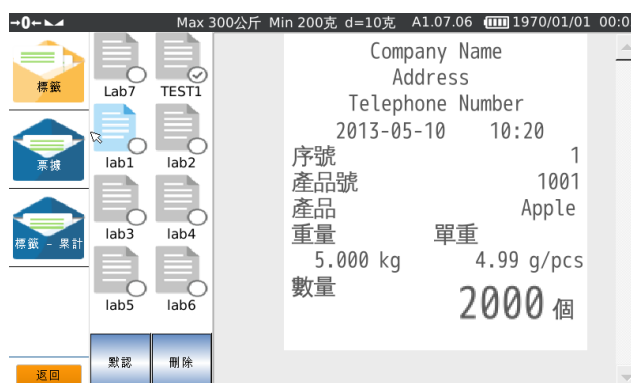 →0← Max 300公斤 Min 200克 d=10克 A1.07.06 1970/01/01 00:0
標籤
票據
標籤 - 累計
返回
Lab7 TEST1
lab1 lab2
lab3 lab4
lab5 lab6
默認 刪除
Company Name
Address
Telephone Number
2013-05-10 10:20
序號 1
產品號 1001
產品 Apple
重量 單重
5.000 kg 4.99 g/pcs
數量 2000 個